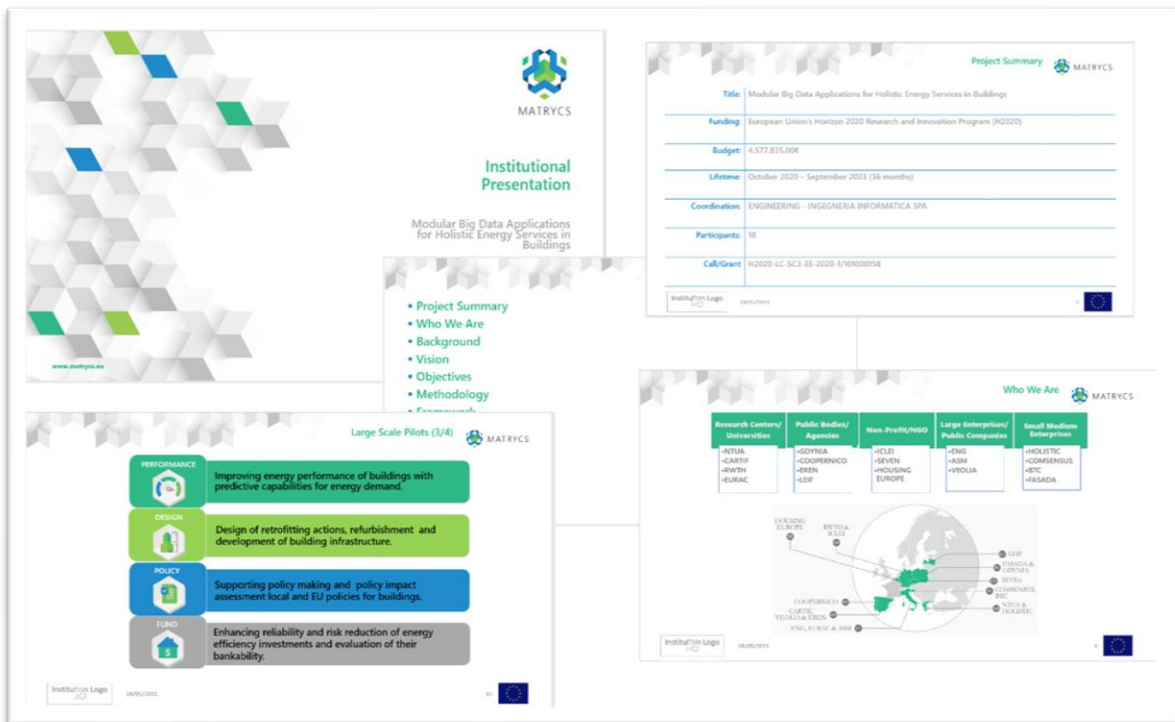 MATRYCS
Institutional
Presentation
Modular Big Data Applications
for Holistic Energy Services in
Buildings
www.matrycs.eu
Project Summary
MATRYCS
Title: Modular Big Data Applications for Holistic Energy Services in Buildings
Funding: European Union's Horizon 2020 Research and Innovation Program (H2020)
Budget: 4.577.835,00€
Lifetime: October 2020 – September 2023 (36 months)
Coordination: ENGINEERING - INGEGNERIA INFORMATICA SPA
Participants: 18
Call/Grant H2020-LC-SC3-EE-2020-1/101000158
Institution Logo
▪ Project Summary
▪ Who We Are
▪ Background
▪ Vision
▪ Objectives
▪ Methodology
Large Scale Pilots (3/4)
MATRYCS
PERFORMANCE
Improving energy performance of buildings with
predictive capabilities for energy demand.
DESIGN
Design of retrofitting actions, refurbishment and
development of building infrastructure.
POLICY
Supporting policy making and policy impact
assessment local and EU policies for buildings.
FUND
Enhancing reliability and risk reduction of energy
efficiency investments and evaluation of their
bankability.
Institution Logo
Who We Are
MATRYCS
Research Centers/
Universities
•NTUA
•CARTIF
•RWTH
•EURAC
Public Bodies/
Agencies
•GDYNIA
•COOPERNICO
•EREN
•LEIF
Non-Profit/NGO
•ICLEI
•SEVEN
•HOUSING
EUROPE
Large Enterprises/
Public Companies
•ENG
•ASM
•VEOLIA
Small Medium
Enterprises
•HOLISTIC
•COMSENSUS
•BTC
•FASADA
HOUSING
EUROPE
RWTH &
ICLEI
LEIF
FASADA &
GDYNIA
SEVEn
COMSENSUS,
BTC
NTUA &
HOLISTIC
COOPERNICO
CARTIF,
VEOLIA & EREN
ENG, EURAC & ASM
Institution Logo